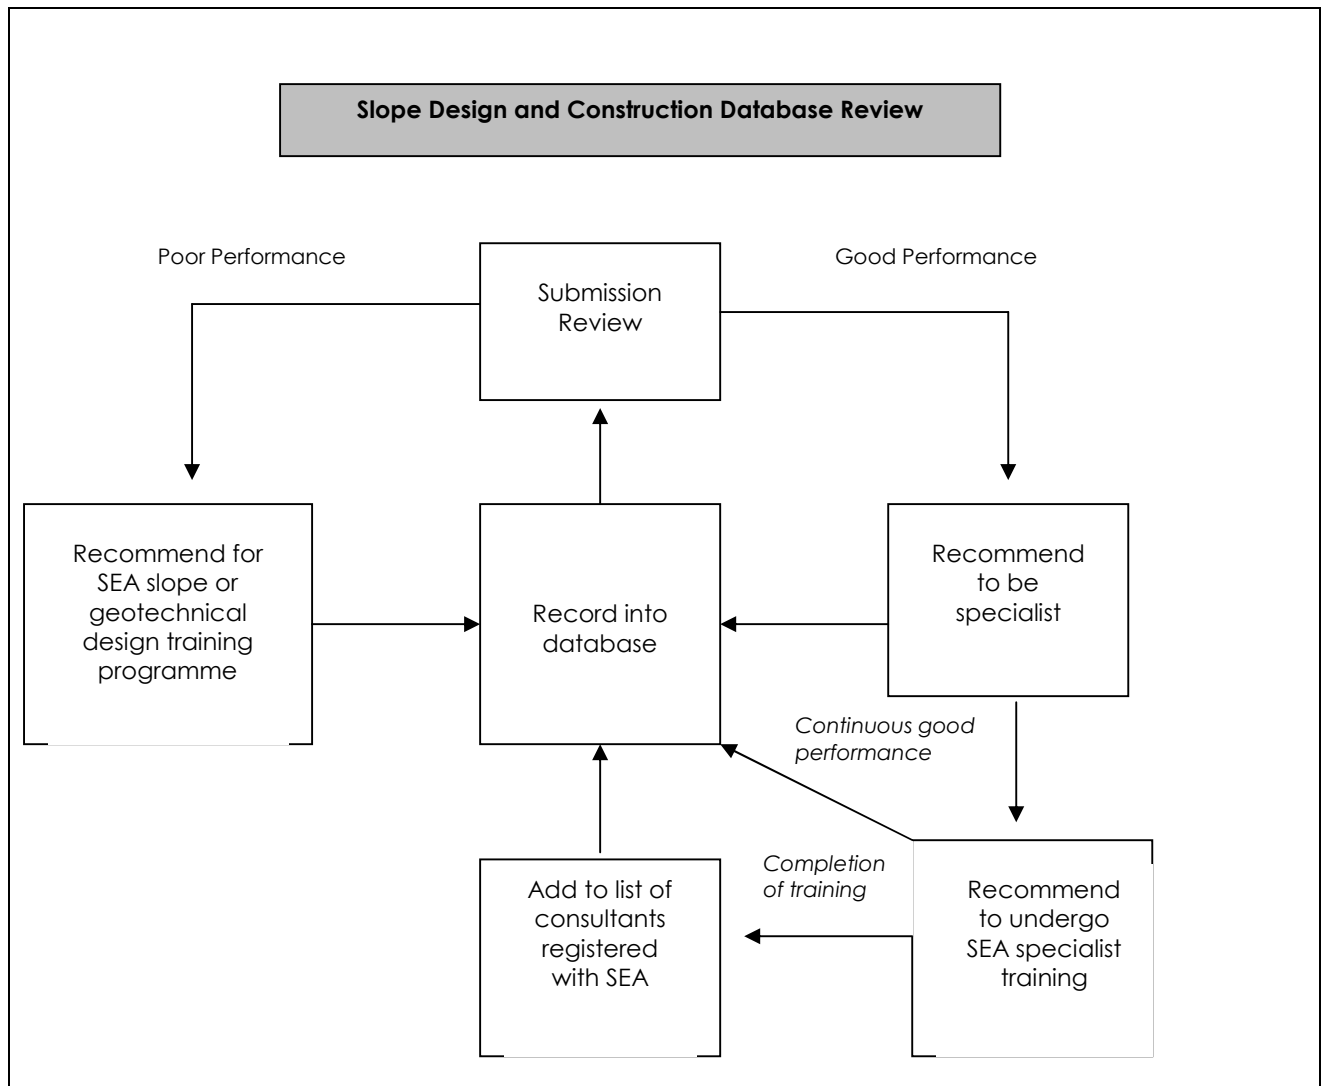 Slope Design and Construction Database Review
Poor Performance
Good Performance
Submission
Review
Recommend for
SEA slope or
geotechnical
design training
programme
Record into
database
Recommend
to be
specialist
Continuous good
performance
Completion
of training
Add to list of
consultants
registered
with SEA
Recommend
to undergo
SEA specialist
training